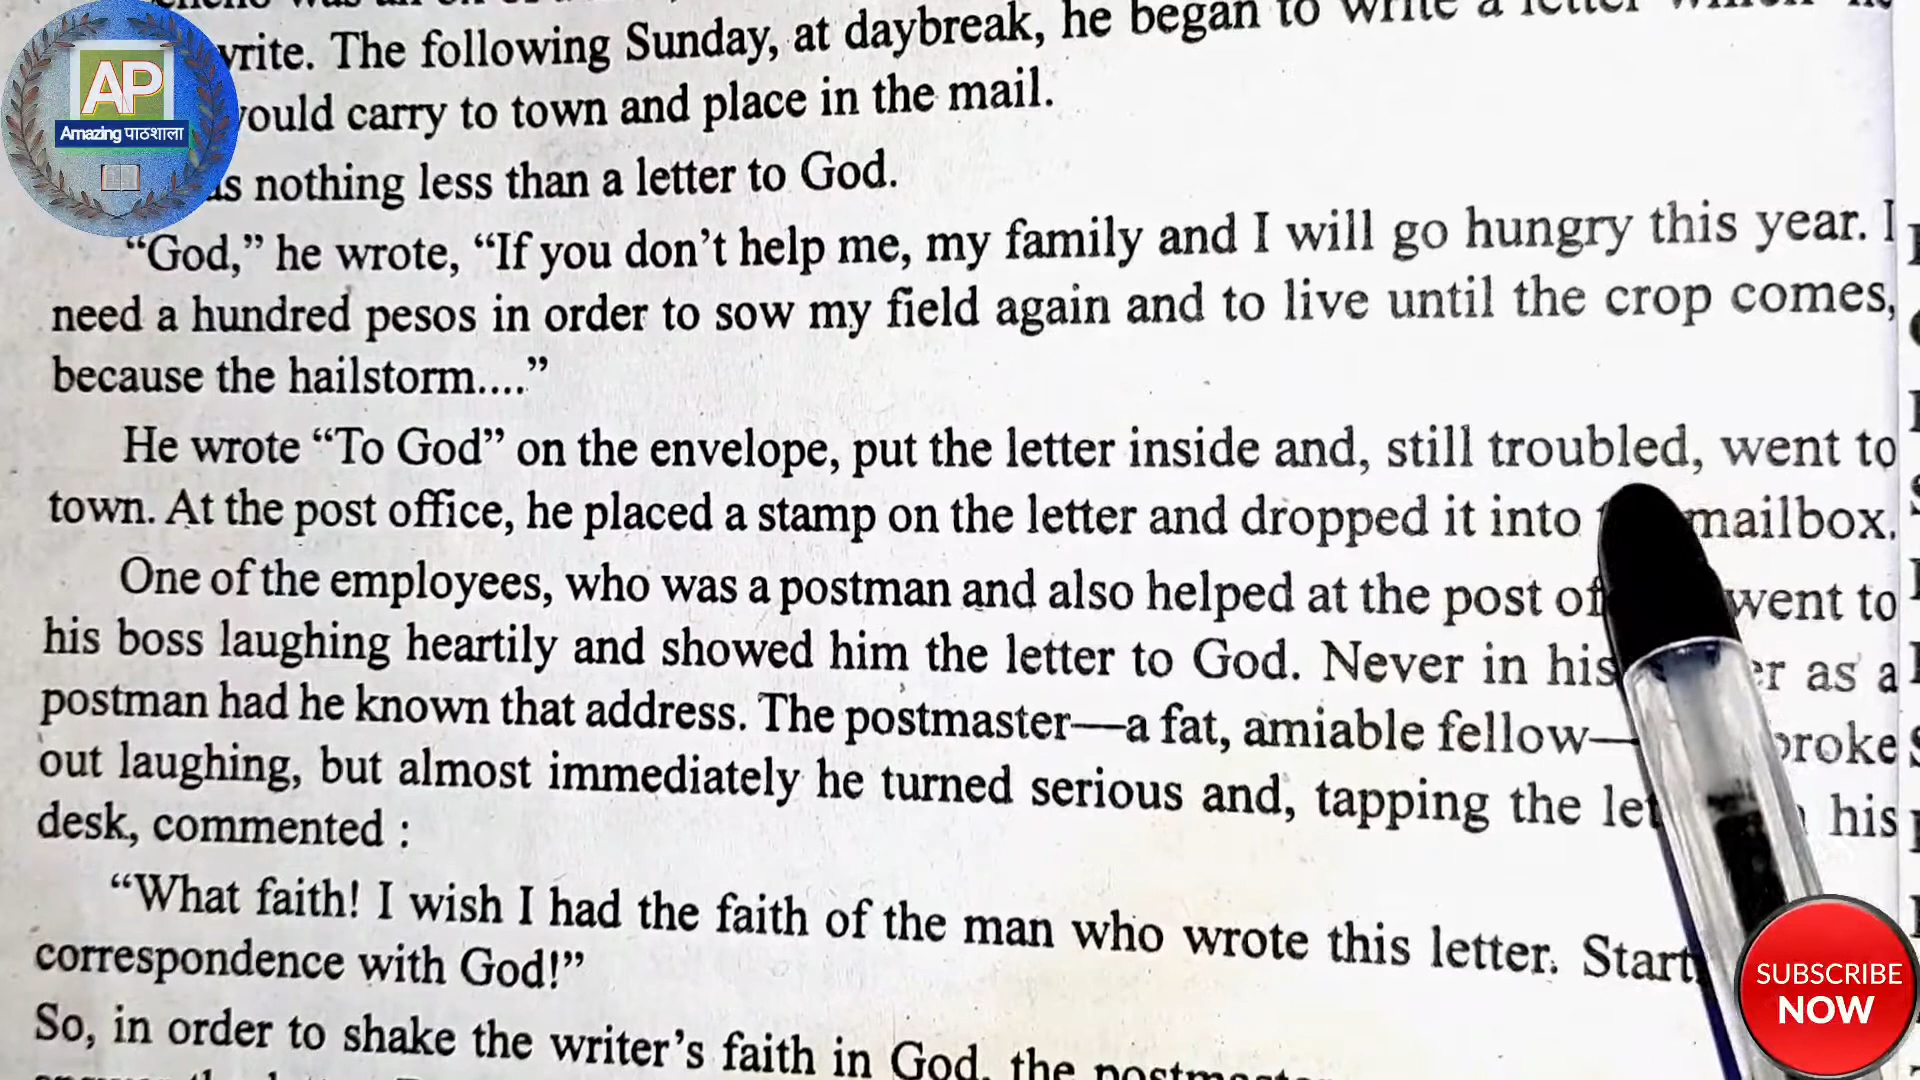 write. The following Sunday, at daybreak, he began to write a letter which he
would carry to town and place in the mail.
nothing less than a letter to God.
“God,” he wrote, “If you don’t help me, my family and I will go hungry this year. I
need a hundred pesos in order to sow my field again and to live until the crop comes,
because the hailstorm....”
He wrote “To God” on the envelope, put the letter inside and, still troubled, went to
town. At the post office, he placed a stamp on the letter and dropped it into mailbox.
One of the employees, who was a postman and also helped at the post went to
his boss laughing heartily and showed him the letter to God. Never in his as a
postman had he known that address. The postmaster—a fat, amiable fellow— broke
out laughing, but almost immediately he turned serious and, tapping the his
desk, commented :
“What faith! I wish I had the faith of the man who wrote this letter. Start
correspondence with God!”
So, in order to shake the writer’s faith in God, the postmaster
AP
Amazing पाठशाला
SUBSCRIBE
NOW